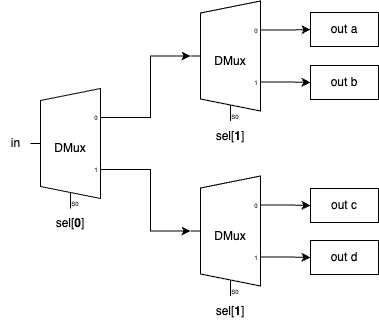 0
out a
DMux
1
out b
S0
sel[1]
0
in
DMux
1
S0
sel[0]
0
out c
DMux
1
out d
S0
sel[1]